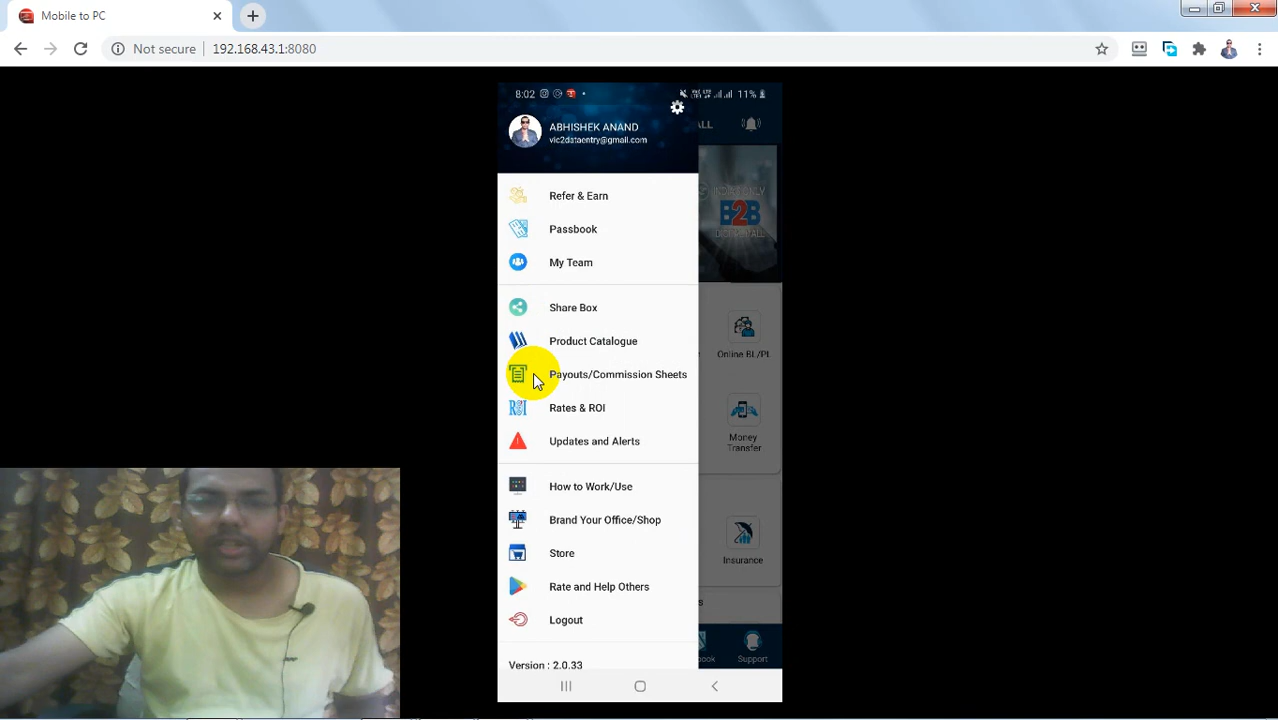 Mobile to PC
Not secure
192.168.43.1:8080
8:02
11%
ABHISHEK ANAND
vic2dataentry@gmail.com
ALL
Refer & Earn
Passbook
My Team
B2B
Share Box
Product Catalogue
Online BL/PL
Payouts/Commission Sheets
Rates & ROI
Updates and Alerts
Money
Transfer
How to Work/Use
Brand Your Office/Shop
Store
Insurance
Rate and Help Others
s
Logout
book
Support
Version : 2.0.33